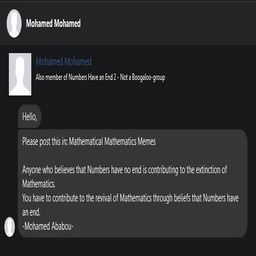 Mohamed Mohamed
Mohamed Mohamed
Also member of Numbers Have an End 2 - Not a Boogaloo-group
Hello,
Please post this in: Mathematical Mathematics Memes
Anyone who believes that Numbers have no end is contributing to the extinction of
Mathematics.
You have to contribute to the revival of Mathematics through beliefs that Numbers have
an end.
-Mohamed Ababou-